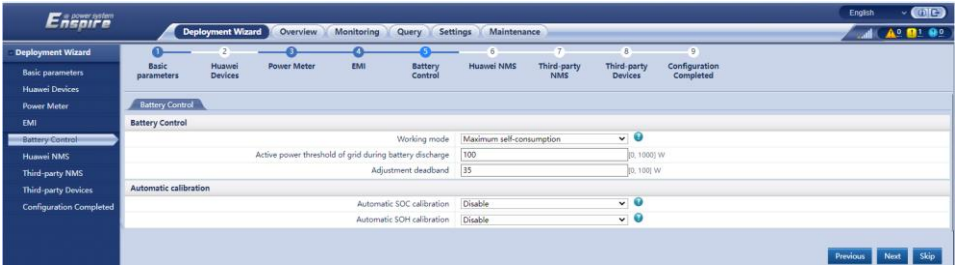 English
e power system
Enspire
Deployment Wizard Overview Monitoring Query Settings Maintenance
0 1 0
Deployment Wizard
Basic parameters
Huawei Devices
Power Meter
EMI
Battery Control
Huawei NMS
Third-party NMS
Third-party Devices
Configuration Completed
1 2 3 4 5 6 7 8 9
Basic parameters
Huawei Devices
Power Meter
EMI
Battery Control
Huawei NMS
Third-party NMS
Third-party Devices
Configuration Completed
Battery Control
Battery Control
Working mode Maximum self-consumption
Active power threshold of grid during battery discharge 100 [0, 1000] W
Adjustment deadband 35 [0, 100] W
Automatic calibration
Automatic SOC calibration Disable
Automatic SOH calibration Disable
Previous Next Skip